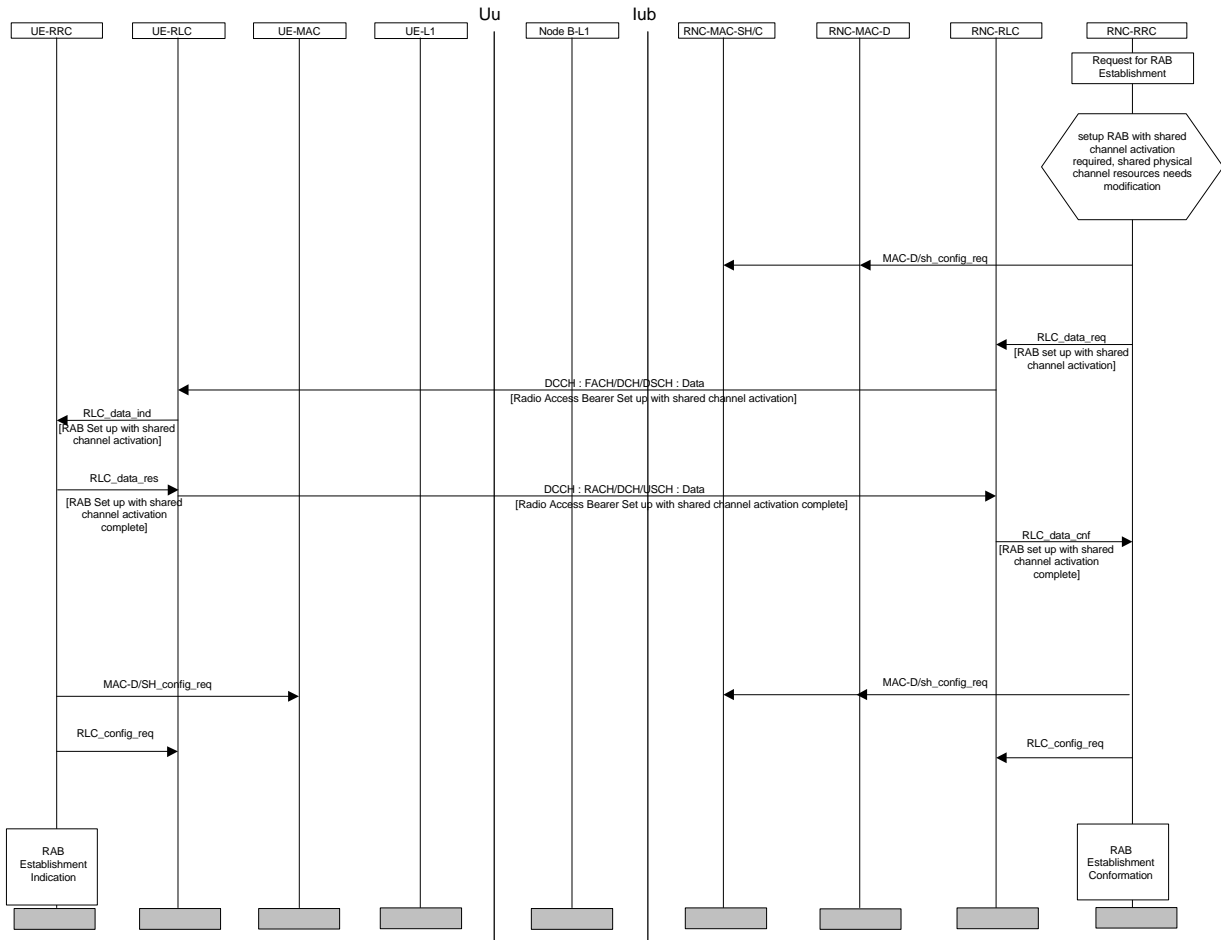 Uu
Iub
UE-RRC
UE-RLC
UE-MAC
UE-L1
Node B-L1
RNC-MAC-SH/C
RNC-MAC-D
RNC-RLC
RNC-RRC
Request for RAB
Establishment
setup RAB with shared
channel activation
required, shared physical
channel resources needs
modification
MAC-D/sh_config_req
RLC_data_req
[RAB set up with shared
channel activation]
DCCH : FACH/DCH/DSCH : Data
[Radio Access Bearer Set up with shared channel activation]
RLC_data_ind
[RAB Set up with shared
channel activation]
RLC_data_res
[RAB Set up with shared
channel activation
complete]
DCCH : RACH/DCH/USCH : Data
[Radio Access Bearer Set up with shared channel activation complete]
RLC_data_cnf
[RAB set up with shared
channel activation
complete]
MAC-D/SH_config_req
MAC-D/sh_config_req
RLC_config_req
RLC_config_req
RAB
Establishment
Indication
RAB
Establishment
Conformation